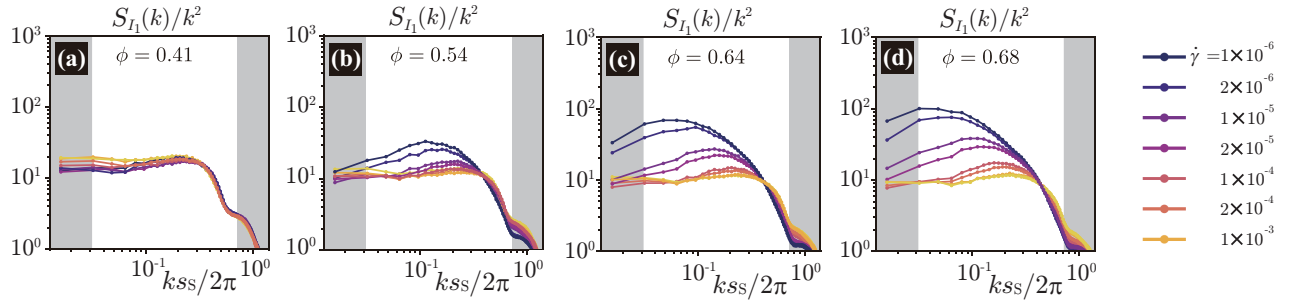 S_{I_1}(k)/k^2
(a) ϕ = 0.41
10^3
10^2
10^1
10^0
10^{-1} 10^0
ks_S/2π
S_{I_1}(k)/k^2
(b) ϕ = 0.54
10^3
10^2
10^1
10^0
10^{-1} 10^0
ks_S/2π
S_{I_1}(k)/k^2
(c) ϕ = 0.64
10^3
10^2
10^1
10^0
10^{-1} 10^0
ks_S/2π
S_{I_1}(k)/k^2
(d) ϕ = 0.68
10^3
10^2
10^1
10^0
10^{-1} 10^0
ks_S/2π
γ̇ =1×10^{-6}
2×10^{-6}
1×10^{-5}
2×10^{-5}
1×10^{-4}
2×10^{-4}
1×10^{-3}